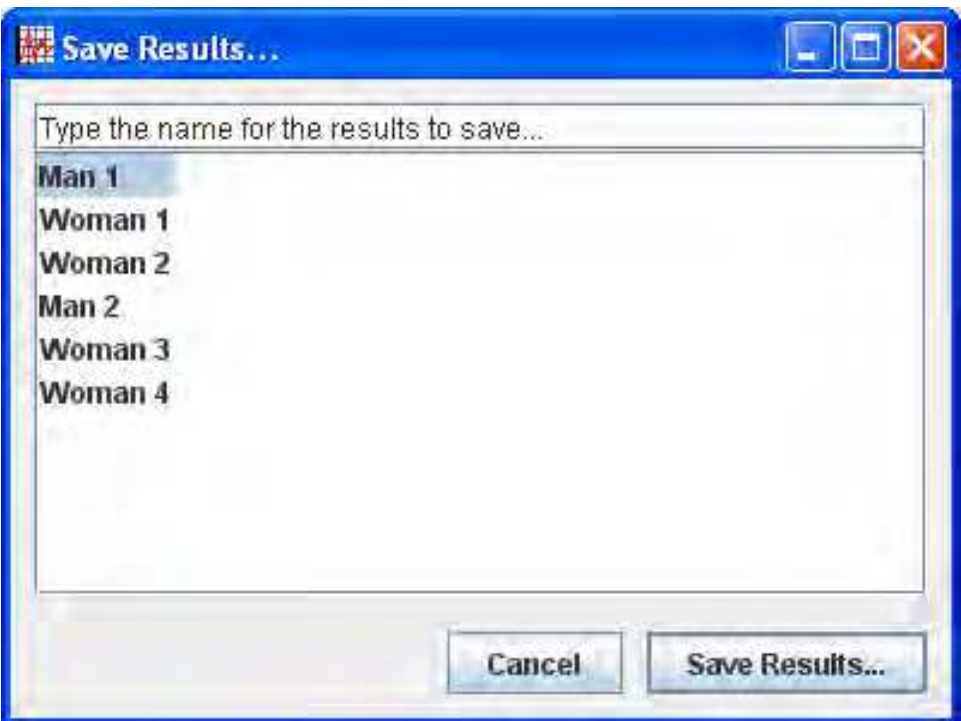 Save Results...
Type the name for the results to save...
Man 1
Woman 1
Woman 2
Man 2
Woman 3
Woman 4
Cancel
Save Results...